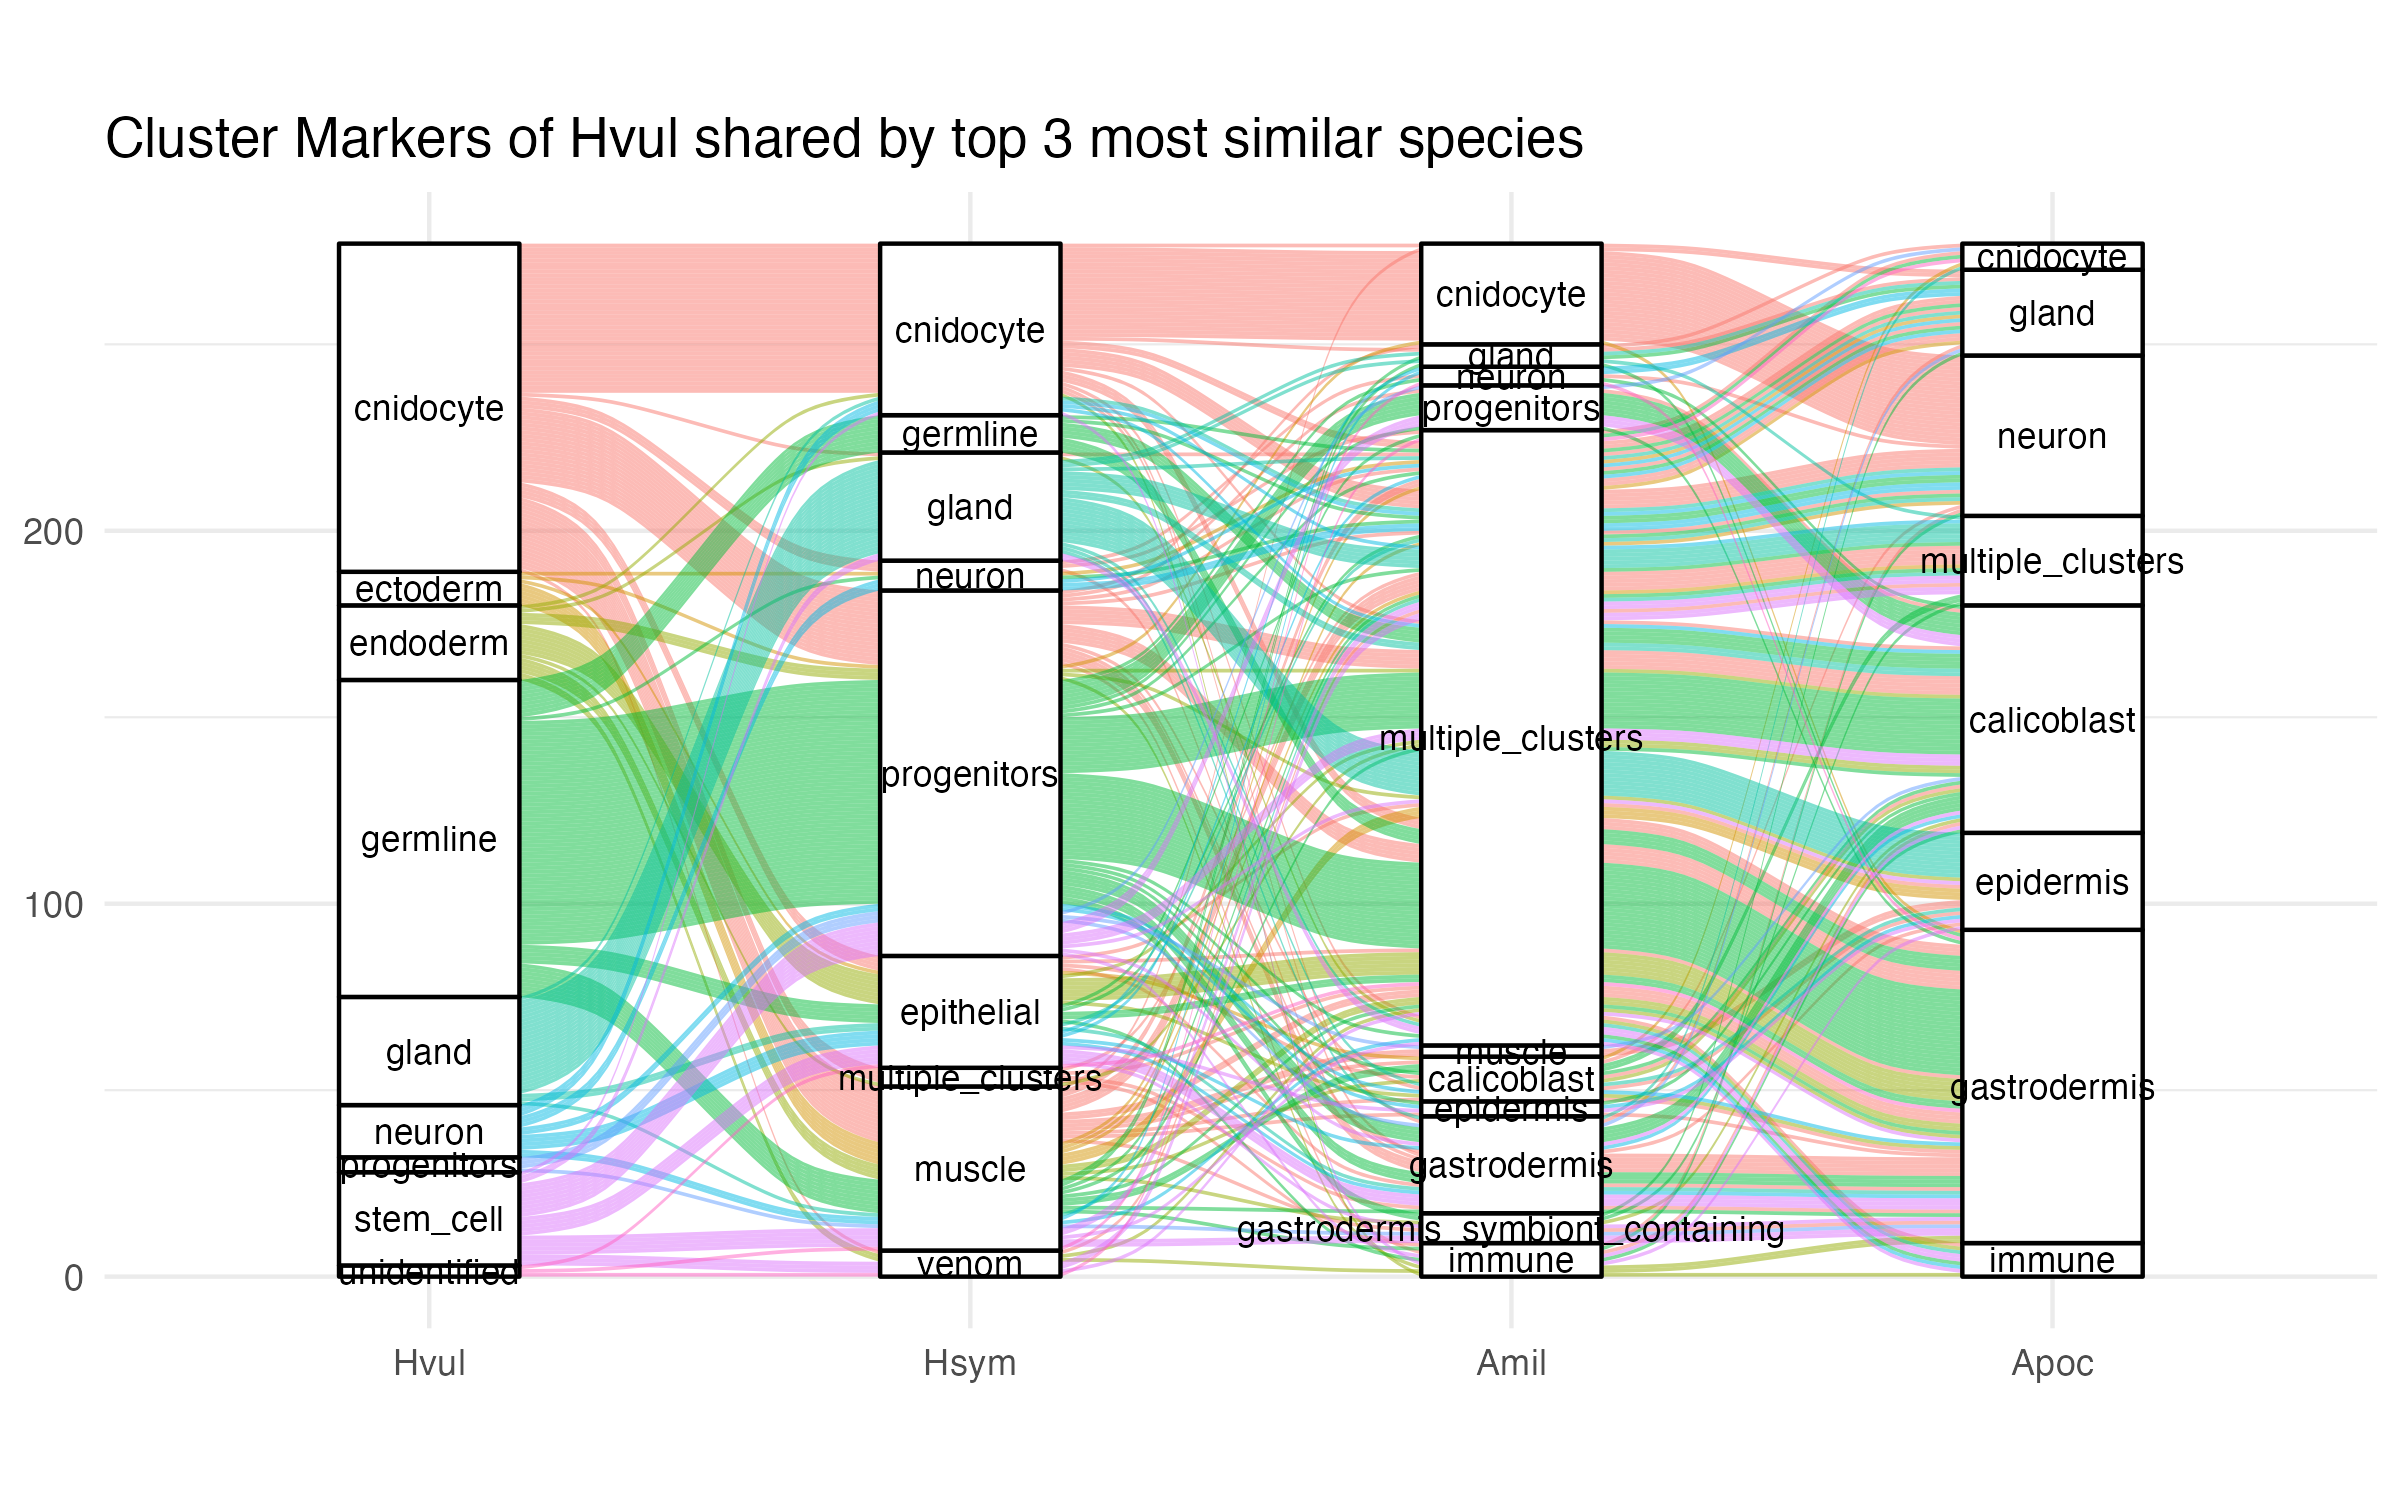 Cluster Markers of Hvul shared by top 3 most similar species
200
100
0
cnidocyte
ectoderm
endoderm
germline
gland
neuron
progenitors
stem_cell
unidentified
cnidocyte
germline
gland
neuron
progenitors
epithelial
multiple_clusters
muscle
venom
cnidocyte
gland
neuron
progenitors
multiple_clusters
muscle
calicoblast
epidermis
gastrodermis
gastrodermis_symbiont_containing
immune
cnidocyte
gland
neuron
multiple_clusters
calicoblast
epidermis
gastrodermis
immune
Hvul
Hsym
Amil
Apoc